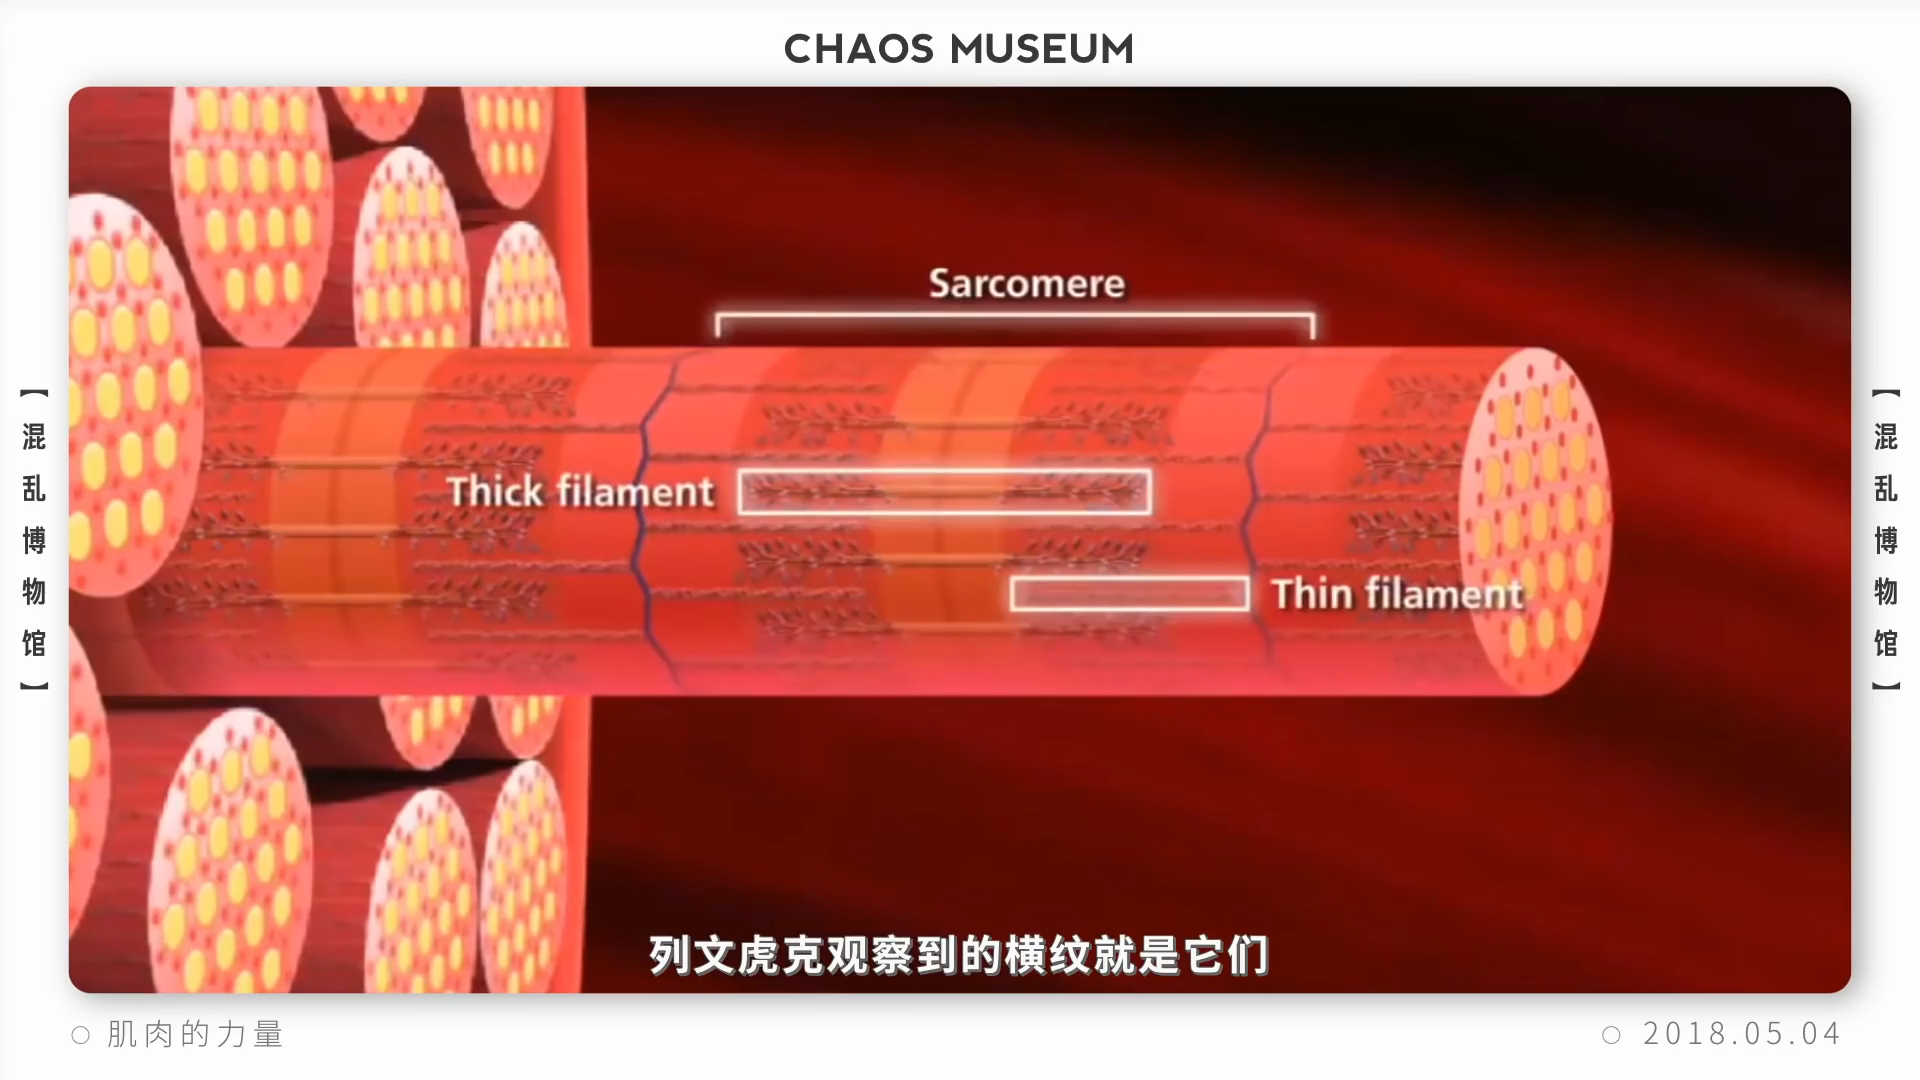 CHAOS MUSEUM
【混乱博物馆】
【混乱博物馆】
Sarcomere
Thick filament
Thin filament
列文虎克观察到的横纹就是它们
○ 肌肉的力量
○ 2018.05.04